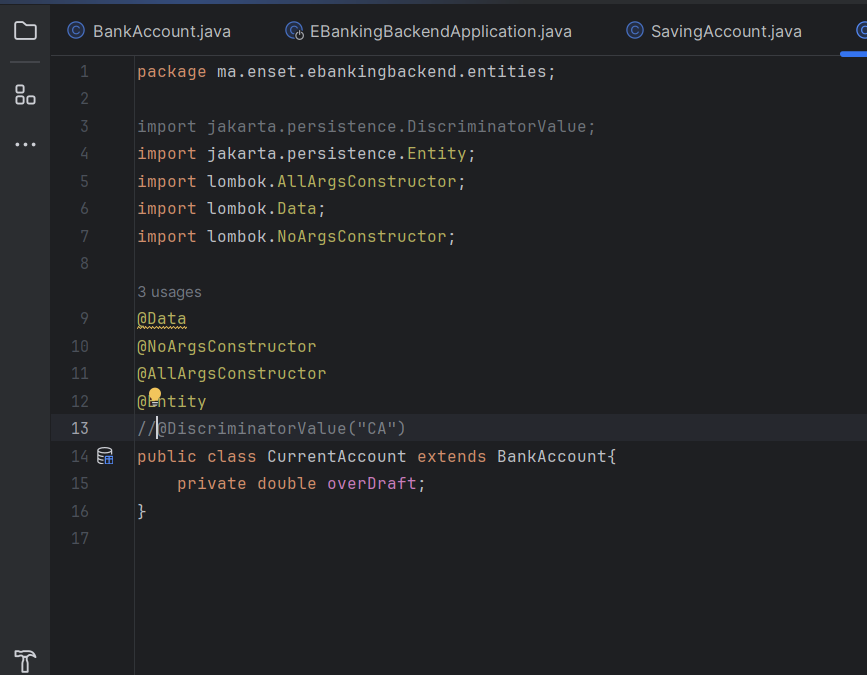 BankAccount.java EBankingBackendApplication.java SavingAccount.java
1 package ma.enset.ebankingbackend.entities;
2
3 import jakarta.persistence.DiscriminatorValue;
4 import jakarta.persistence.Entity;
5 import lombok.AllArgsConstructor;
6 import lombok.Data;
7 import lombok.NoArgsConstructor;
8
3 usages
9 @Data
10 @NoArgsConstructor
11 @AllArgsConstructor
12 @Entity
13 //@DiscriminatorValue("CA")
14 public class CurrentAccount extends BankAccount{
15 private double overDraft;
16 }
17